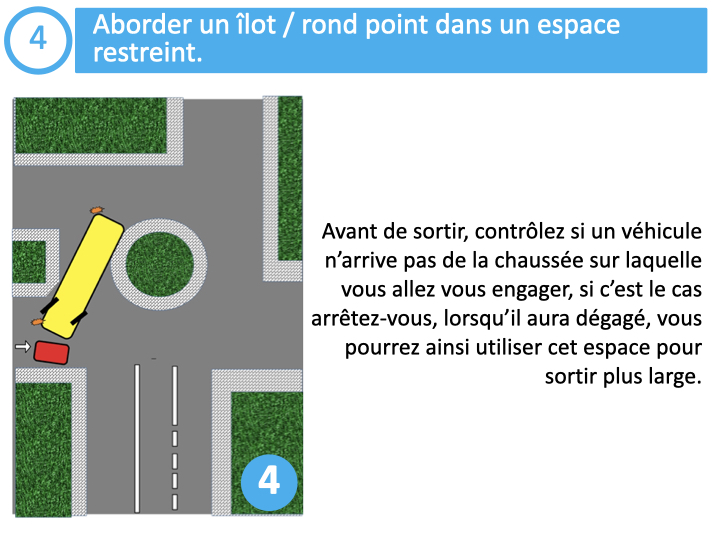 4
Aborder un îlot / rond point dans un espace
restreint.
Avant de sortir, contrôlez si un véhicule
n’arrive pas de la chaussée sur laquelle
vous allez vous engager, si c’est le cas
arrêtez-vous, lorsqu’il aura dégagé, vous
pourrez ainsi utiliser cet espace pour
sortir plus large.
4